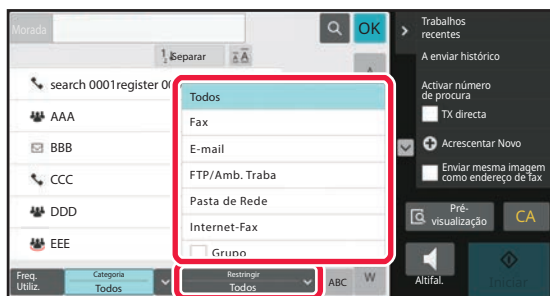 Morada
OK
1 Separar
A A
search 0001register 00
AAA
BBB
CCC
DDD
EEE
Todos
Fax
E-mail
FTP/Amb. Traba
Pasta de Rede
Internet-Fax
Grupo
Freq.
Utiliz.
Categoria
Todos
Restringir
Todos
ABC
W
Trabalhos
recentes
A enviar histórico
Activar número
de procura
TX directa
Acrescentar Novo
Enviar mesma imagem
como endereço de fax
Pré-
visualização
CA
Altifal.
Iniciar